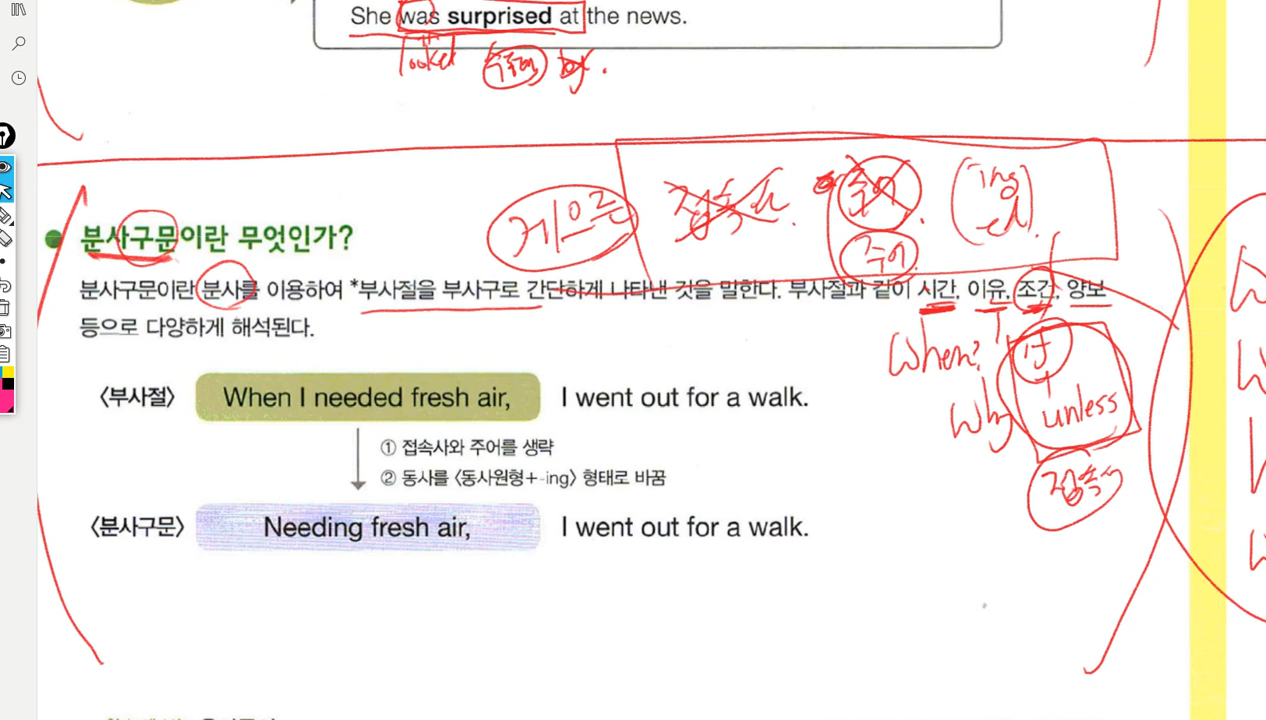 She was surprised at the news.
looked 수동 by.
게으른 접속사. 주어. (ing
주어. ed.
분사구문이란 무엇인가?
분사구문이란 분사를 이용하여 *부사절을 부사구로 간단하게 나타낸 것을 말한다. 부사절과 같이 시간, 이유, 조건, 양보
등으로 다양하게 해석된다.
When? if
why unless
접속사
〈부사절〉 When I needed fresh air, I went out for a walk.
① 접속사와 주어를 생략
② 동사를 〈동사원형+-ing〉 형태로 바꿈
〈분사구문〉 Needing fresh air, I went out for a walk.